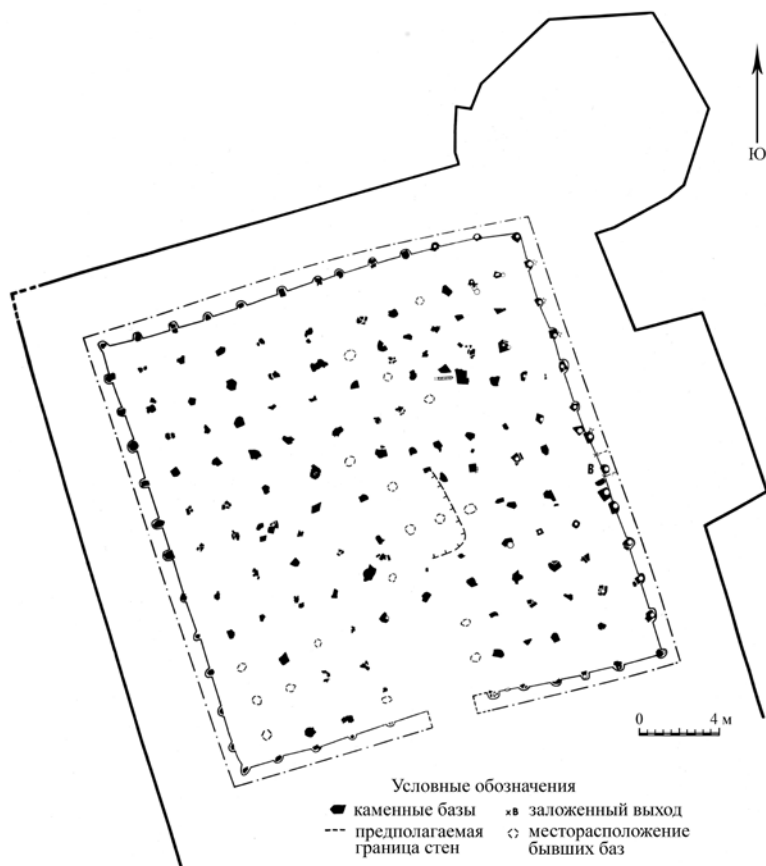 Ю
В
0 4 м
Условные обозначения
каменные базы
×В заложенный выход
предполагаемая
граница стен
месторасположение
бывших баз